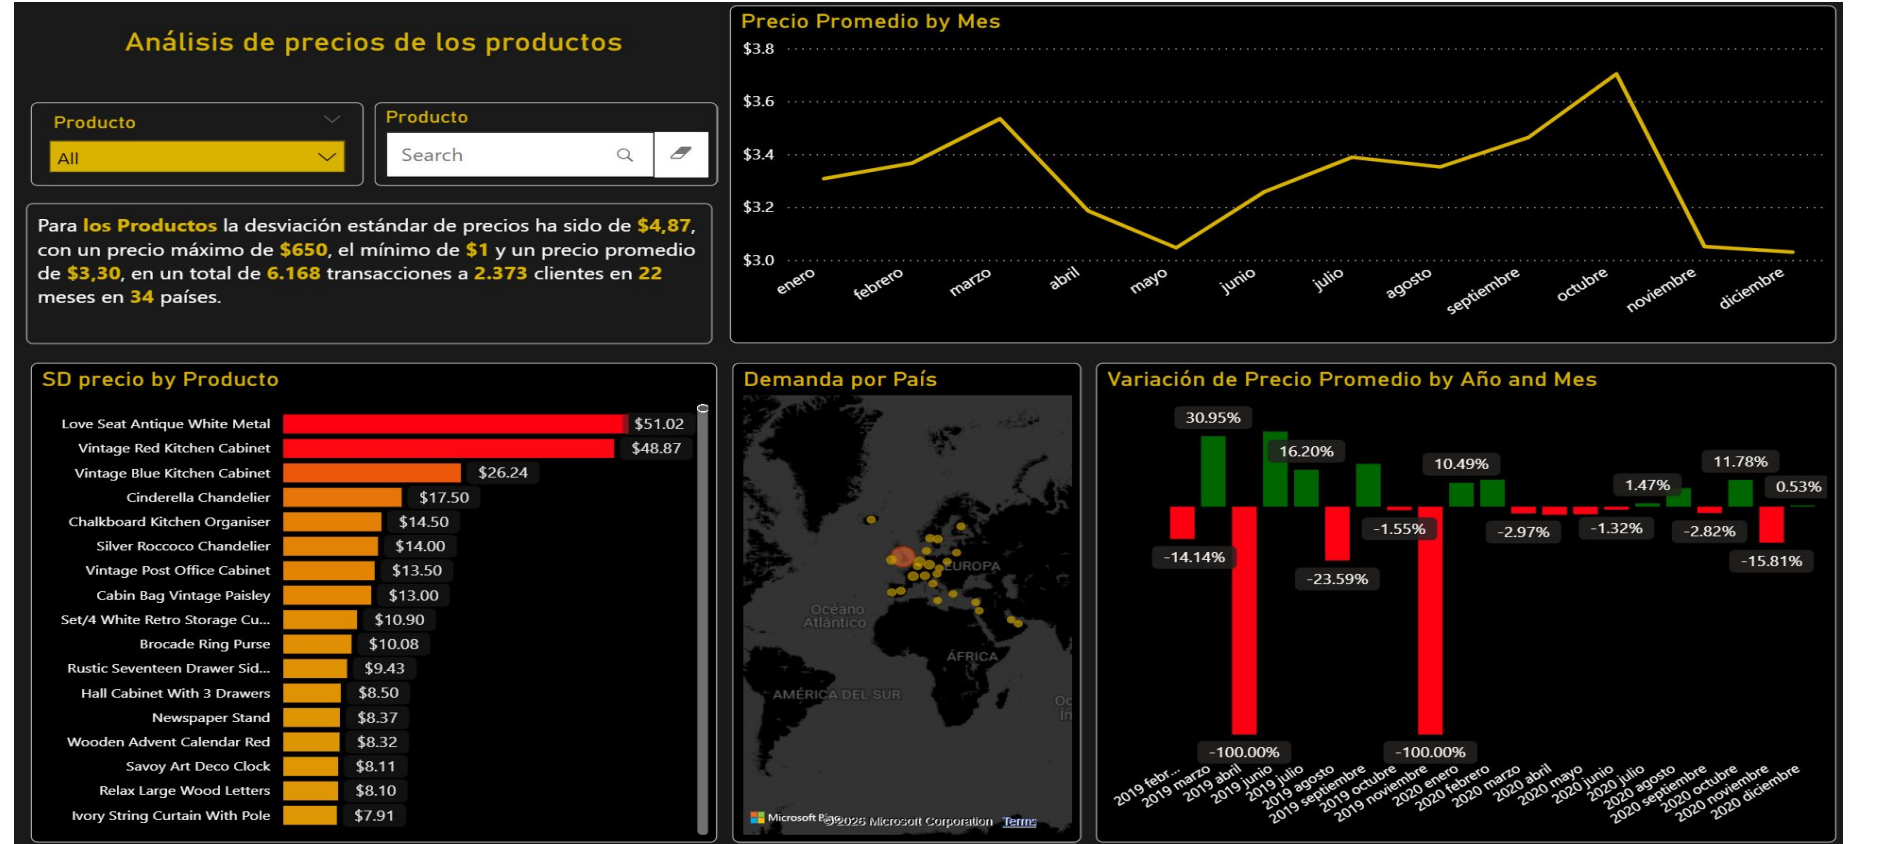 Análisis de precios de los productos
Producto
All
Producto
Search
Para los Productos la desviación estándar de precios ha sido de $4,87,
con un precio máximo de $650, el mínimo de $1 y un precio promedio
de $3,30, en un total de 6.168 transacciones a 2.373 clientes en 22
meses en 34 países.
Precio Promedio by Mes
$3.8
$3.6
$3.4
$3.2
$3.0
enero
febrero
marzo
abril
mayo
junio
julio
agosto
septiembre
octubre
noviembre
diciembre
SD precio by Producto
Love Seat Antique White Metal $51.02
Vintage Red Kitchen Cabinet $48.87
Vintage Blue Kitchen Cabinet $26.24
Cinderella Chandelier $17.50
Chalkboard Kitchen Organiser $14.50
Silver Roccoco Chandelier $14.00
Vintage Post Office Cabinet $13.50
Cabin Bag Vintage Paisley $13.00
Set/4 White Retro Storage Cu... $10.90
Brocade Ring Purse $10.08
Rustic Seventeen Drawer Sid... $9.43
Hall Cabinet With 3 Drawers $8.50
Newspaper Stand $8.37
Wooden Advent Calendar Red $8.32
Savoy Art Deco Clock $8.11
Relax Large Wood Letters $8.10
Ivory String Curtain With Pole $7.91
Demanda por País
EUROPA
Océano
Atlántico
ÁFRICA
AMÉRICA DEL SUR
Oc
Ín
Microsoft Bing
©2026 Microsoft Corporation Terms
Variación de Precio Promedio by Año and Mes
30.95%
16.20%
10.49%
11.78%
1.47%
0.53%
-14.14%
-23.59%
-1.55%
-2.97%
-1.32%
-2.82%
-15.81%
-100.00%
-100.00%
2019 febr...
2019 marzo
2019 abril
2019 junio
2019 julio
2019 agosto
2019 septiembre
2019 octubre
2019 noviembre
2020 enero
2020 febrero
2020 marzo
2020 abril
2020 mayo
2020 junio
2020 julio
2020 agosto
2020 septiembre
2020 octubre
2020 noviembre
2020 diciembre